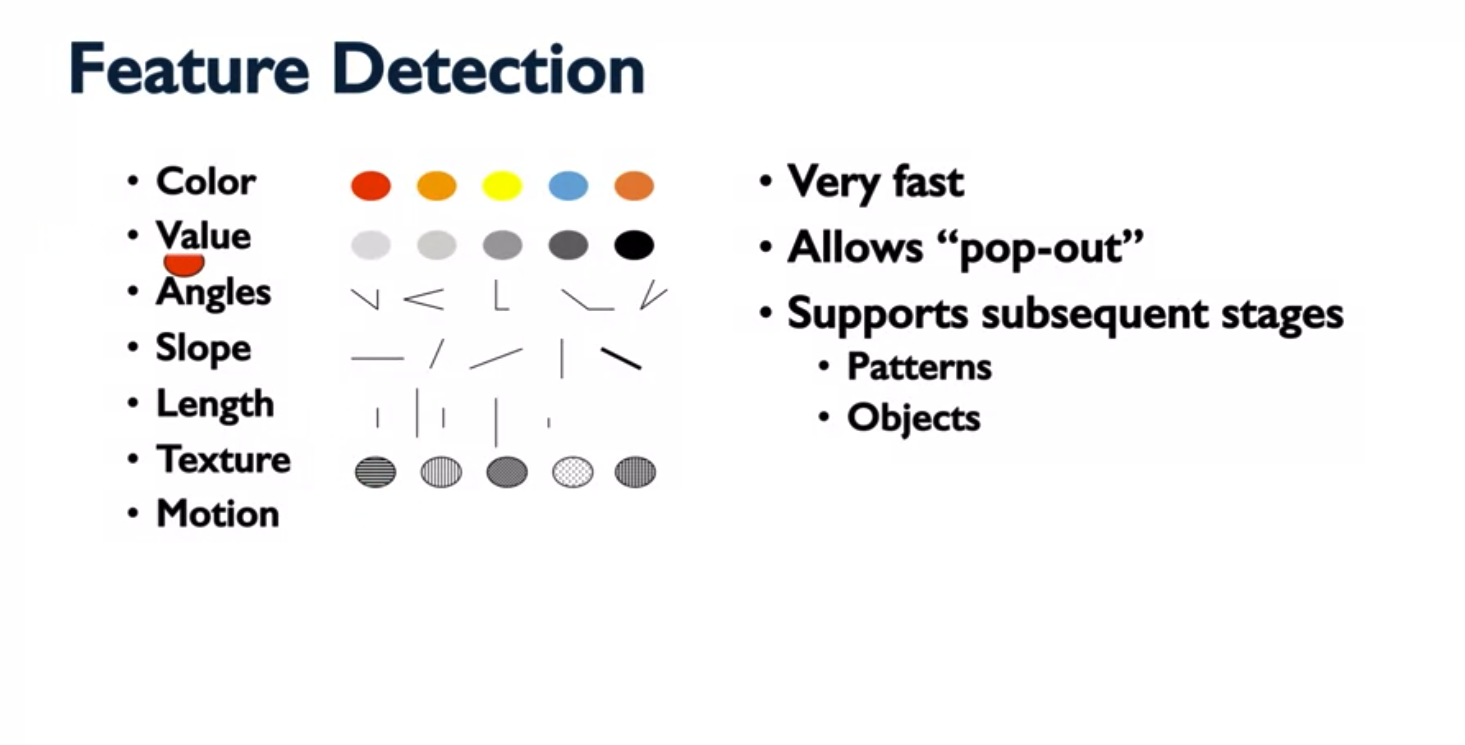 Feature Detection
• Color
• Value
• Angles
• Slope
• Length
• Texture
• Motion
• Very fast
• Allows “pop-out”
• Supports subsequent stages
• Patterns
• Objects